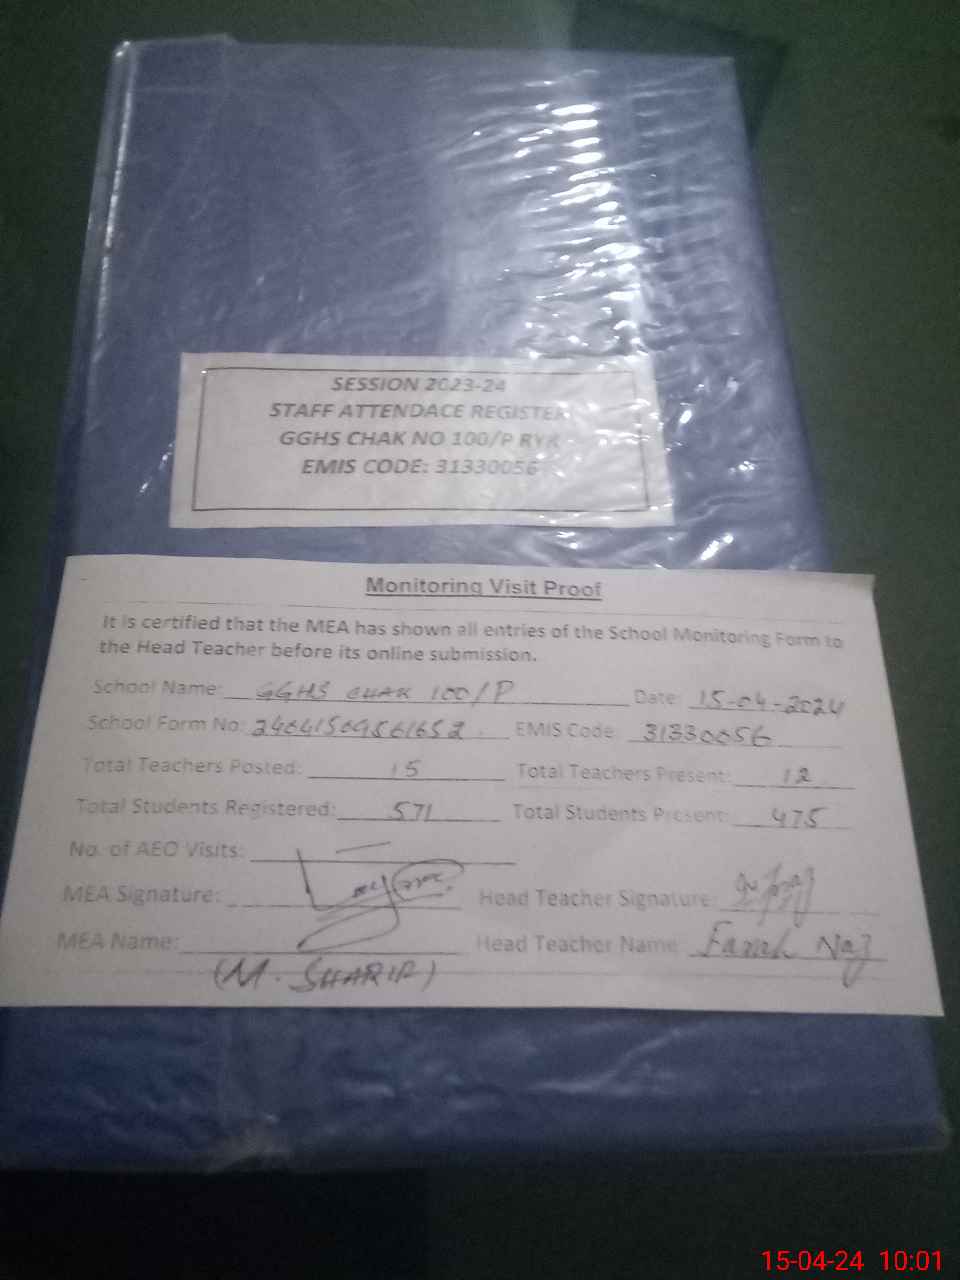 SESSION 2023-24
STAFF ATTENDACE REGISTER
GGHS CHAK NO 100/P RYK
EMIS CODE: 31330056
Monitoring Visit Proof
It is certified that the MEA has shown all entries of the School Monitoring Form to
the Head Teacher before its online submission.
School Name: GGHS CHAK 100/P Date: 15-04-2024
School Form No: EMIS Code: 31330056
Total Teachers Posted: 15 Total Teachers Present: 12
Total Students Registered: 571 Total Students Present: 475
No. of AEO Visits: —
MEA Signature: Head Teacher Signature:
MEA Name: Head Teacher Name: Farah Naz
(M. SHARIF)
15-04-24 10:01